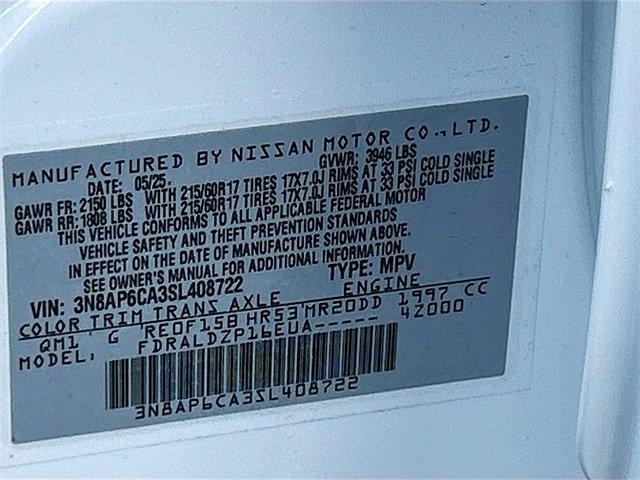 MANUFACTURED BY NISSAN MOTOR CO., LTD.
DATE: 05/25 GVWR: 3946 LBS
GAWR FR: 2150 LBS WITH 215/60R17 TIRES 17X7.0J RIMS AT 33 PSI COLD SINGLE
GAWR RR: 1808 LBS WITH 215/60R17 TIRES 17X7.0J RIMS AT 33 PSI COLD SINGLE
THIS VEHICLE CONFORMS TO ALL APPLICABLE FEDERAL MOTOR
VEHICLE SAFETY AND THEFT PREVENTION STANDARDS
IN EFFECT ON THE DATE OF MANUFACTURE SHOWN ABOVE.
SEE OWNER'S MANUAL FOR ADDITIONAL INFORMATION.
VIN: 3N8AP6CA3SL408722 TYPE: MPV
COLOR TRIM TRANS AXLE ENGINE
QM1 G RE0F15B HR53 MR20DD 1997 CC
MODEL: FDRALDZP16EUA----- 42000
3N8AP6CA3SL408722